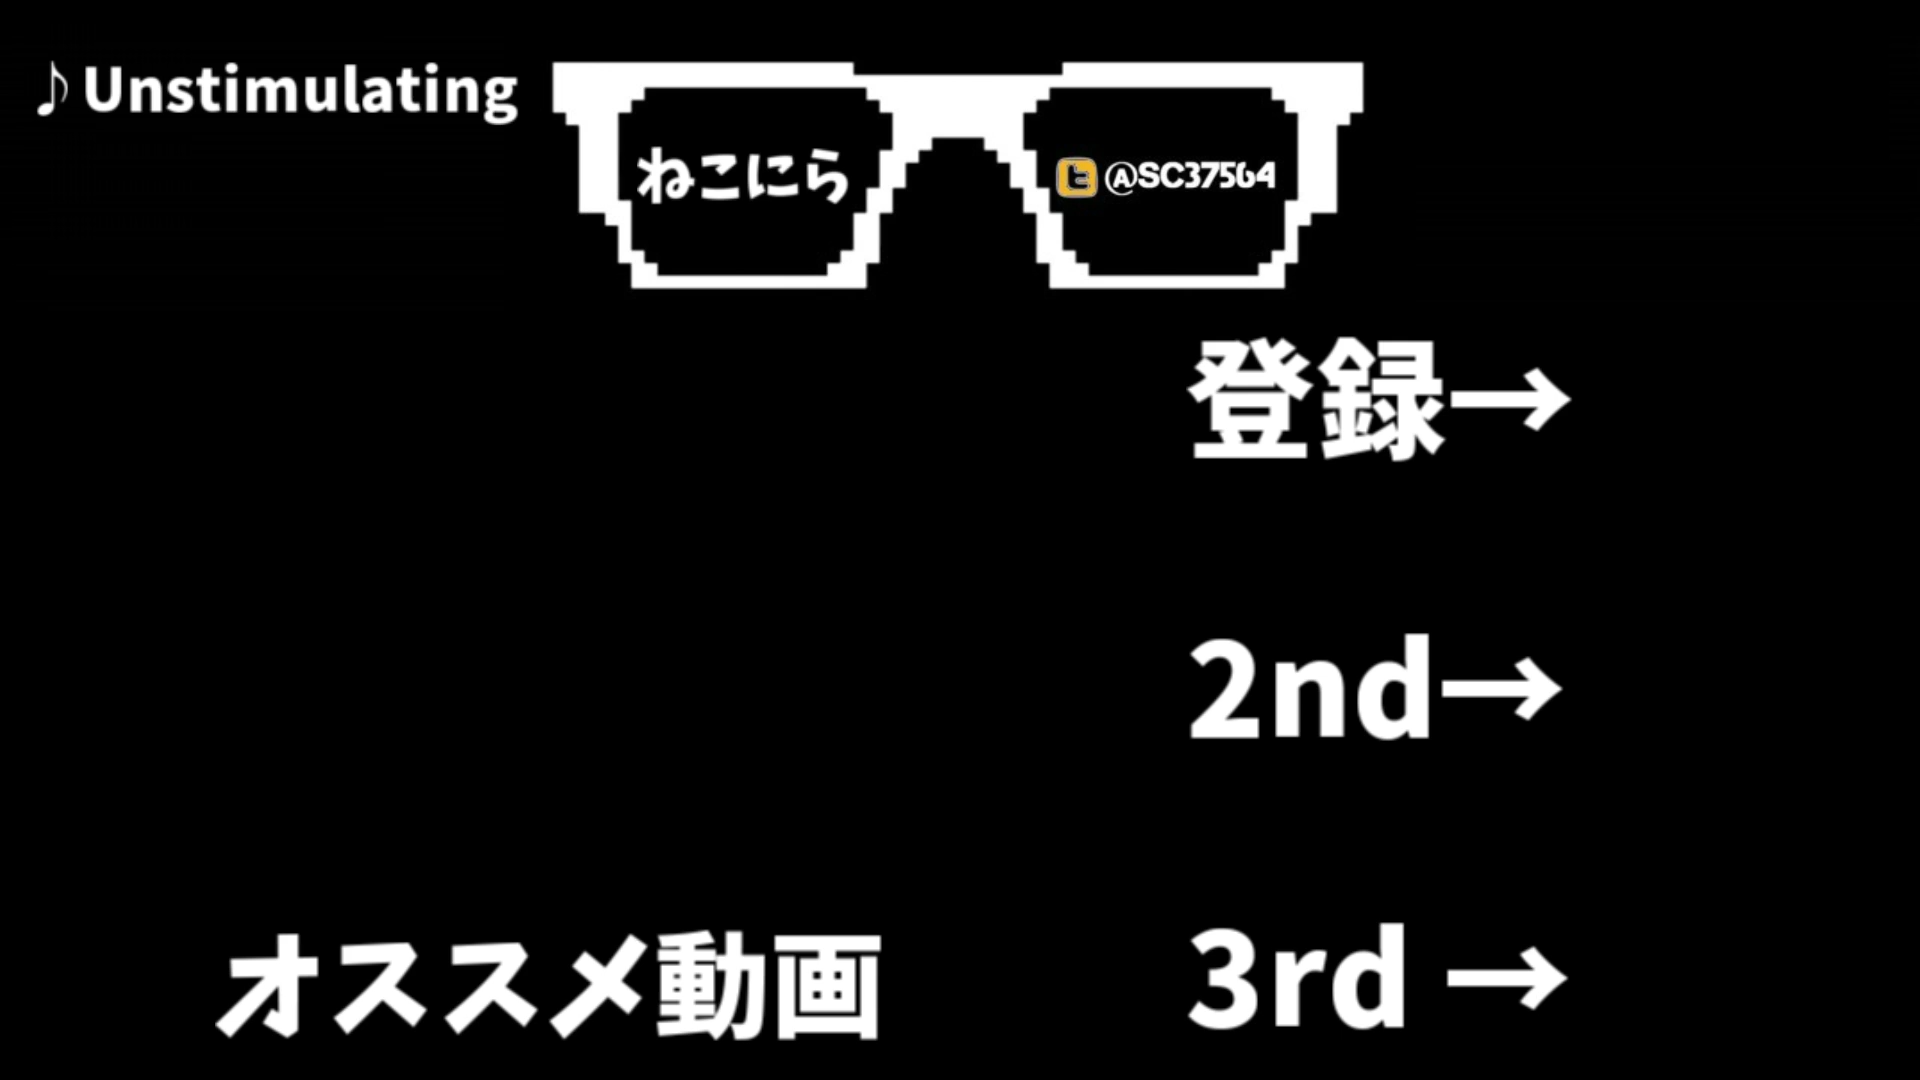 ♪Unstimulating
ねこにら
@SC37564
登録→
2nd→
オススメ動画
3rd →